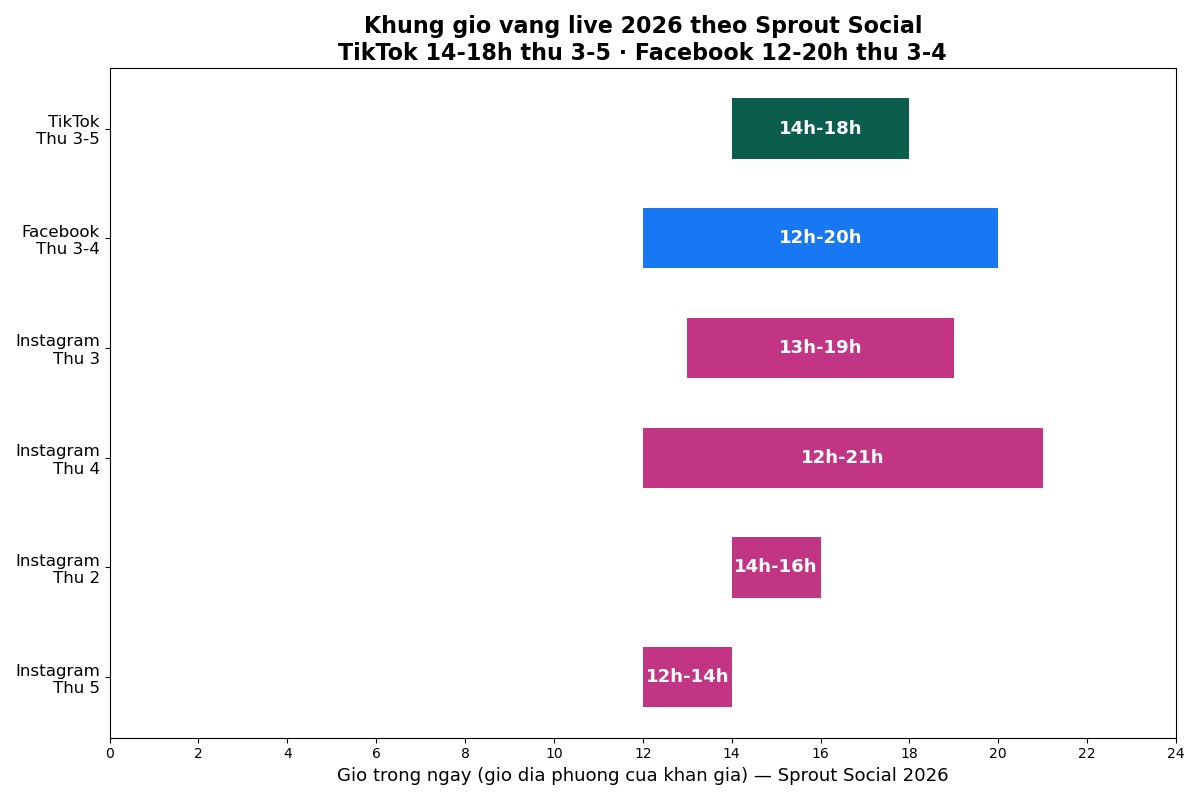 Khung gio vang live 2026 theo Sprout Social
TikTok 14-18h thu 3-5 · Facebook 12-20h thu 3-4
TikTok
Thu 3-5
14h-18h
Facebook
Thu 3-4
12h-20h
Instagram
Thu 3
13h-19h
Instagram
Thu 4
12h-21h
Instagram
Thu 2
14h-16h
Instagram
Thu 5
12h-14h
0 2 4 6 8 10 12 14 16 18 20 22 24
Gio trong ngay (gio dia phuong cua khan gia) — Sprout Social 2026